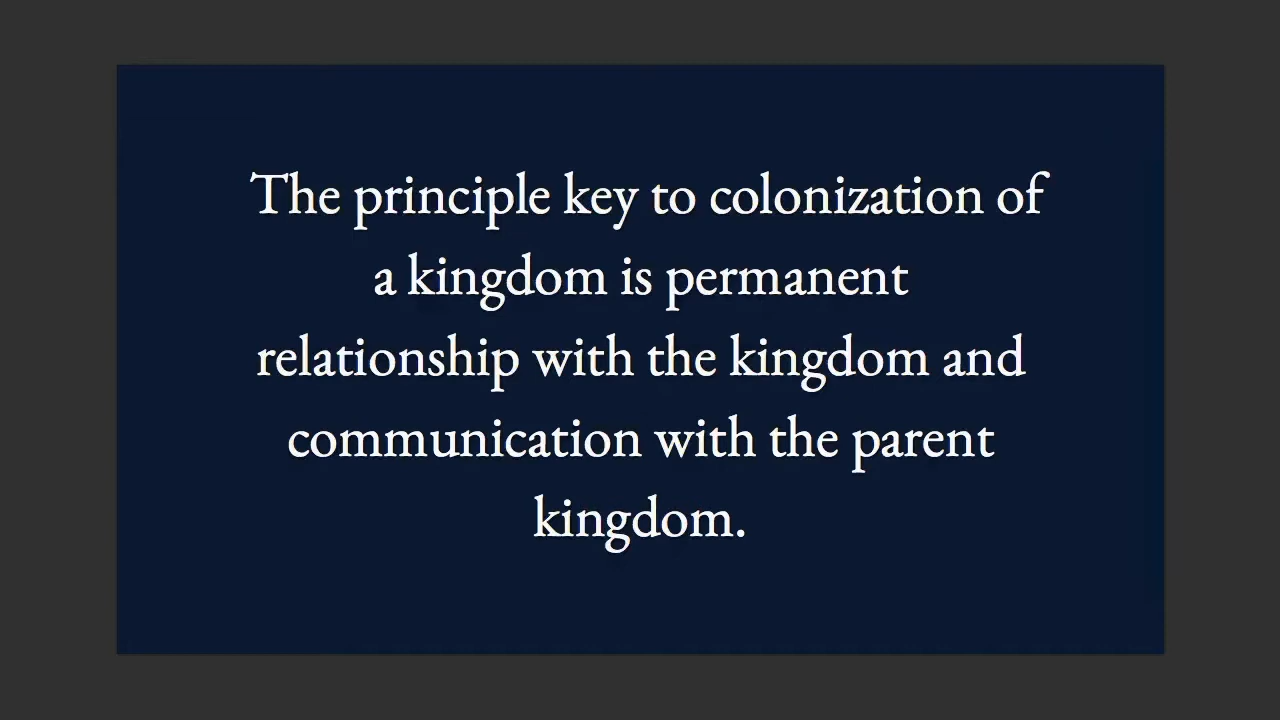 The principle key to colonization of
a kingdom is permanent
relationship with the kingdom and
communication with the parent
kingdom.